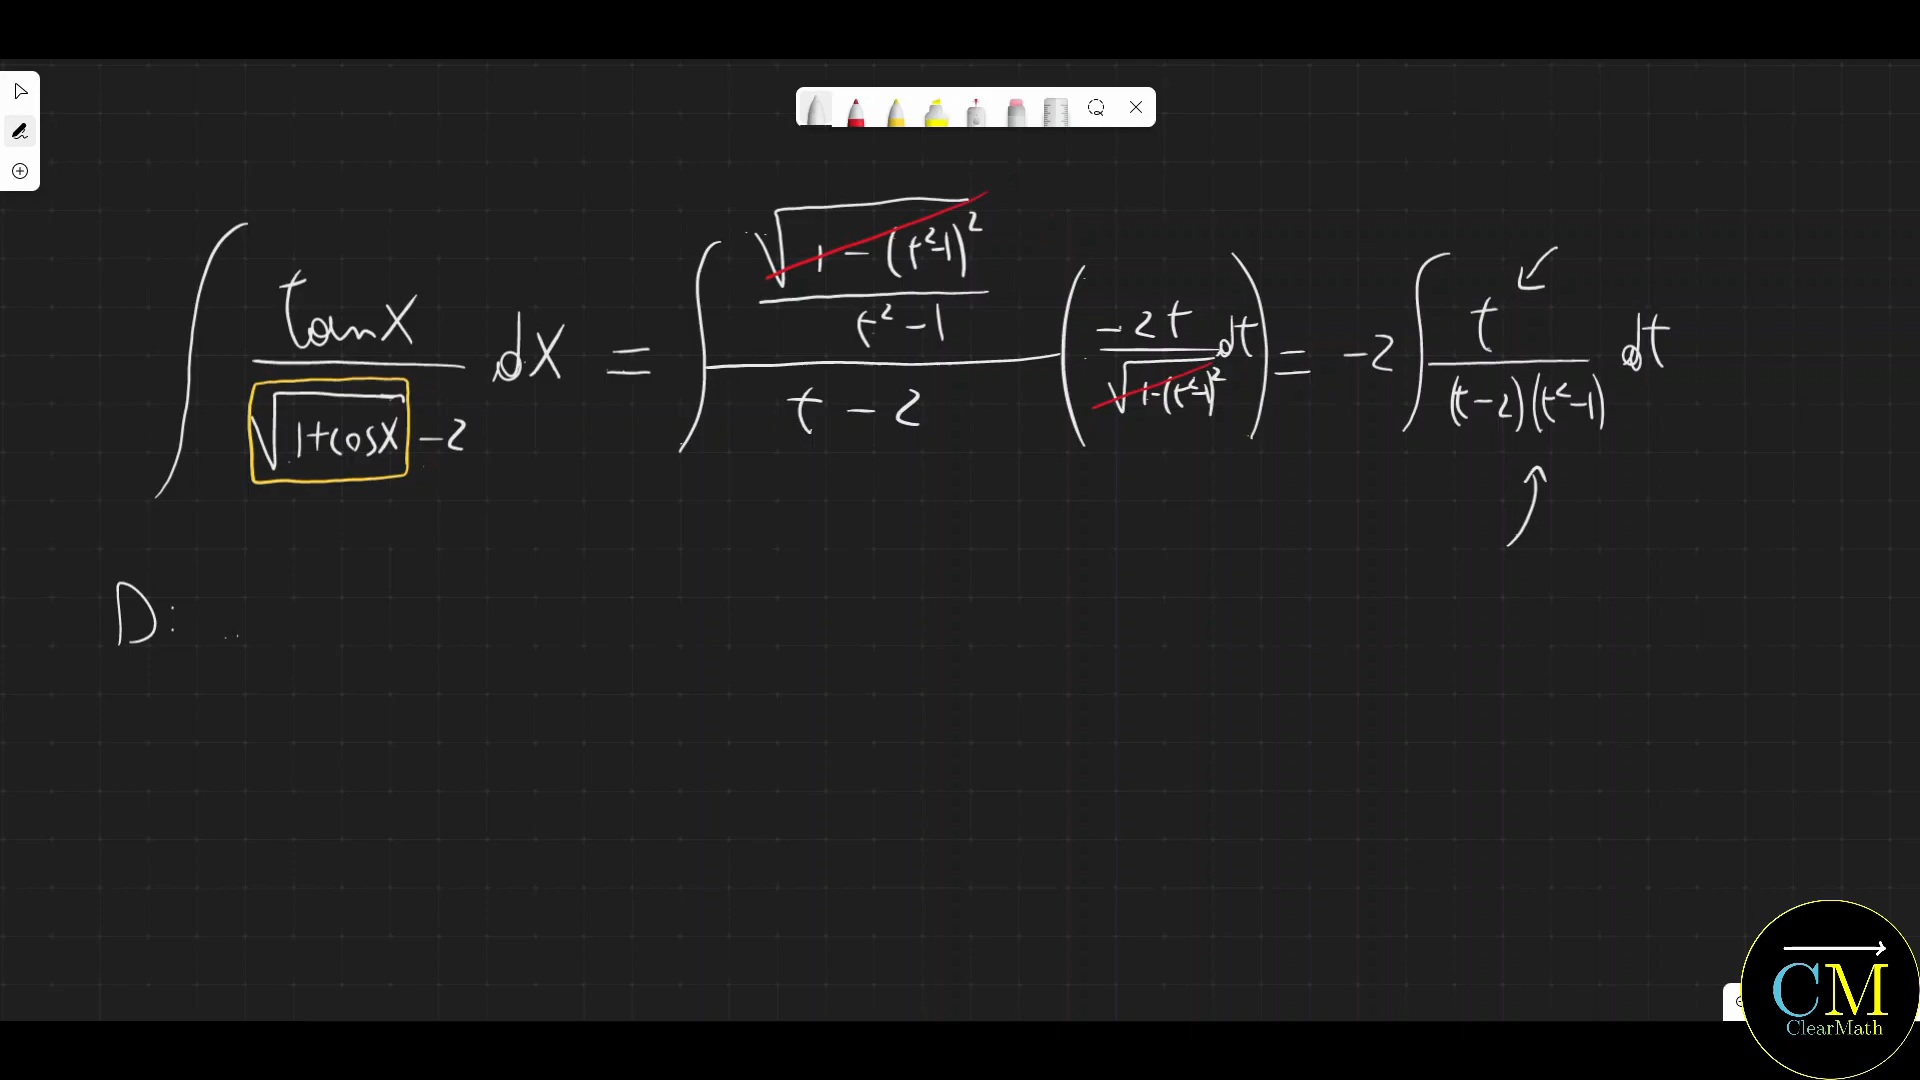 ∫ tanx / (√(1+cosx) −2) dx = ∫ (√(1 − (t²−1)²) / (t²−1)) / (t − 2) (−2t / √(1−(t²−1)²) dt) = −2 ∫ t / ((t−2)(t²−1)) dt
D:
CM
ClearMath